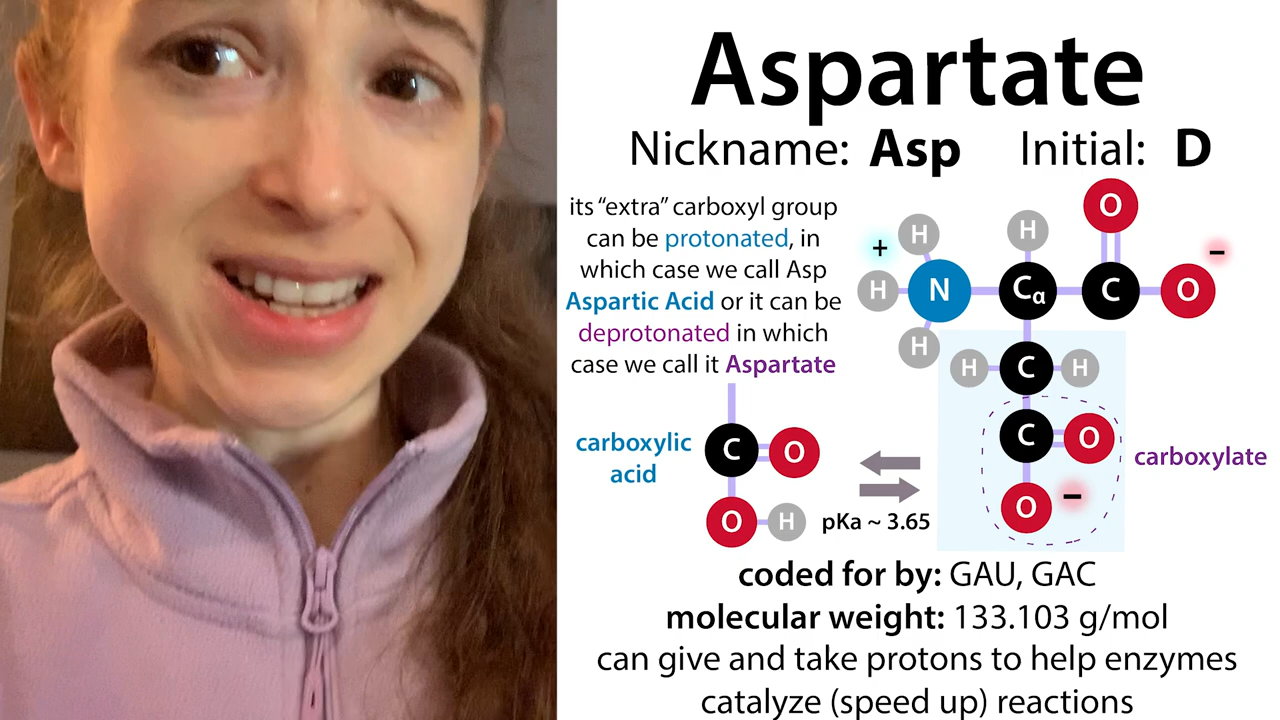 Aspartate
Nickname: Asp Initial: D
its “extra” carboxyl group
can be protonated, in
which case we call Asp
Aspartic Acid or it can be
deprotonated in which
case we call it Aspartate
O
H
H
+
–
H
N
Cα
C
O
H
H
C
H
carboxylic
acid
C
O
C
O
carboxylate
O
H
pKa ~ 3.65
O
–
coded for by: GAU, GAC
molecular weight: 133.103 g/mol
can give and take protons to help enzymes
catalyze (speed up) reactions